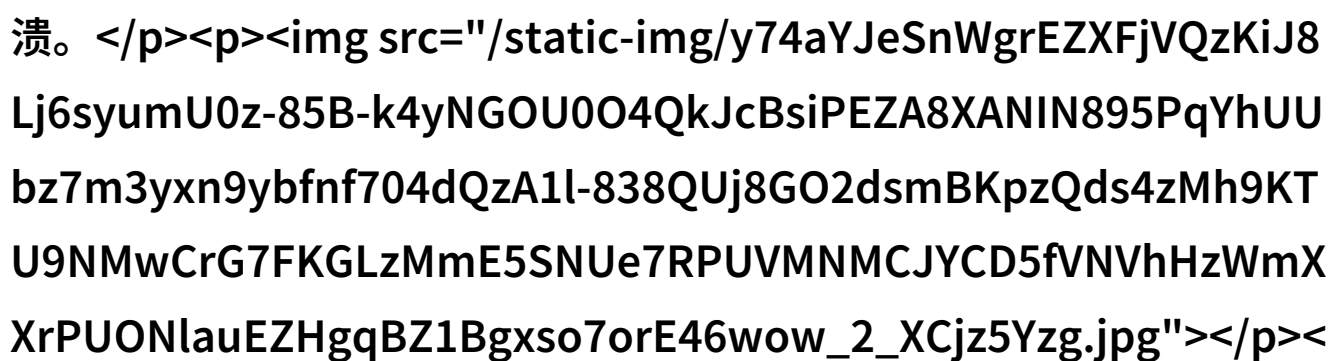 溃。</p><p><img src="/static-img/y74aYJeSnWgrEZXFjVQzKiJ8
Lj6syumU0z-85B-k4yNGOU0O4QkJcBsiPEZA8XANIN895PqYhUU
bz7m3yxn9ybfnf704dQzA1l-838QUj8GO2dsmBKpzQds4zMh9KT
U9NMwCrG7FKGLzMmE5SNUe7RPUVMNMCJYCD5fVNVhHzWmX
XrPUONlauEZHgqBZ1Bgxso7orE46wow_2_XCjz5Yzg.jpg"></p><